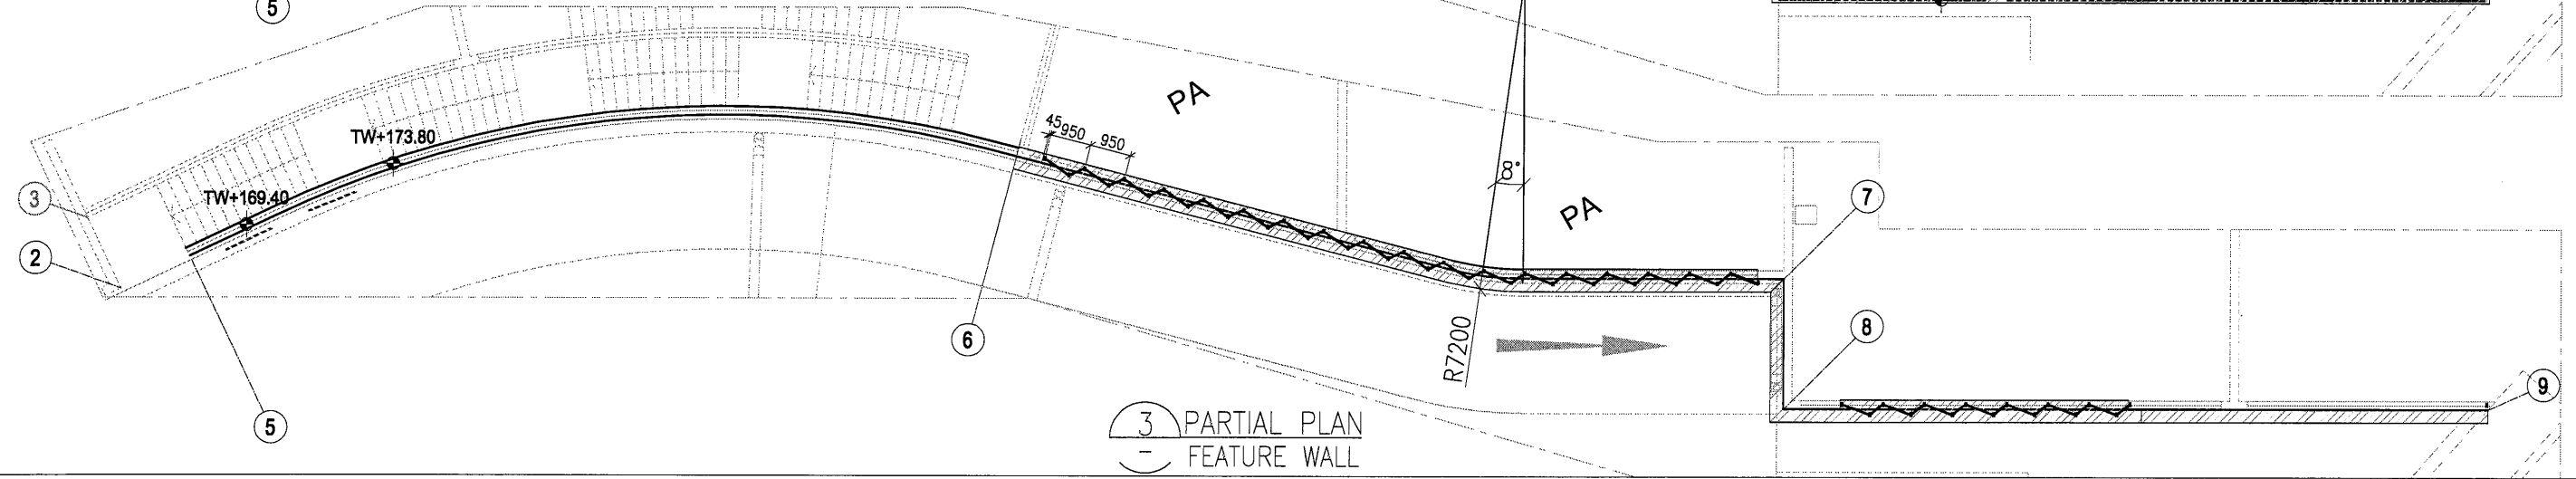 5
TW+173.80
TW+169.40
3
2
45
950
950
PA
8°
PA
7
R7200
8
6
5
9
3 PARTIAL PLAN
- FEATURE WALL